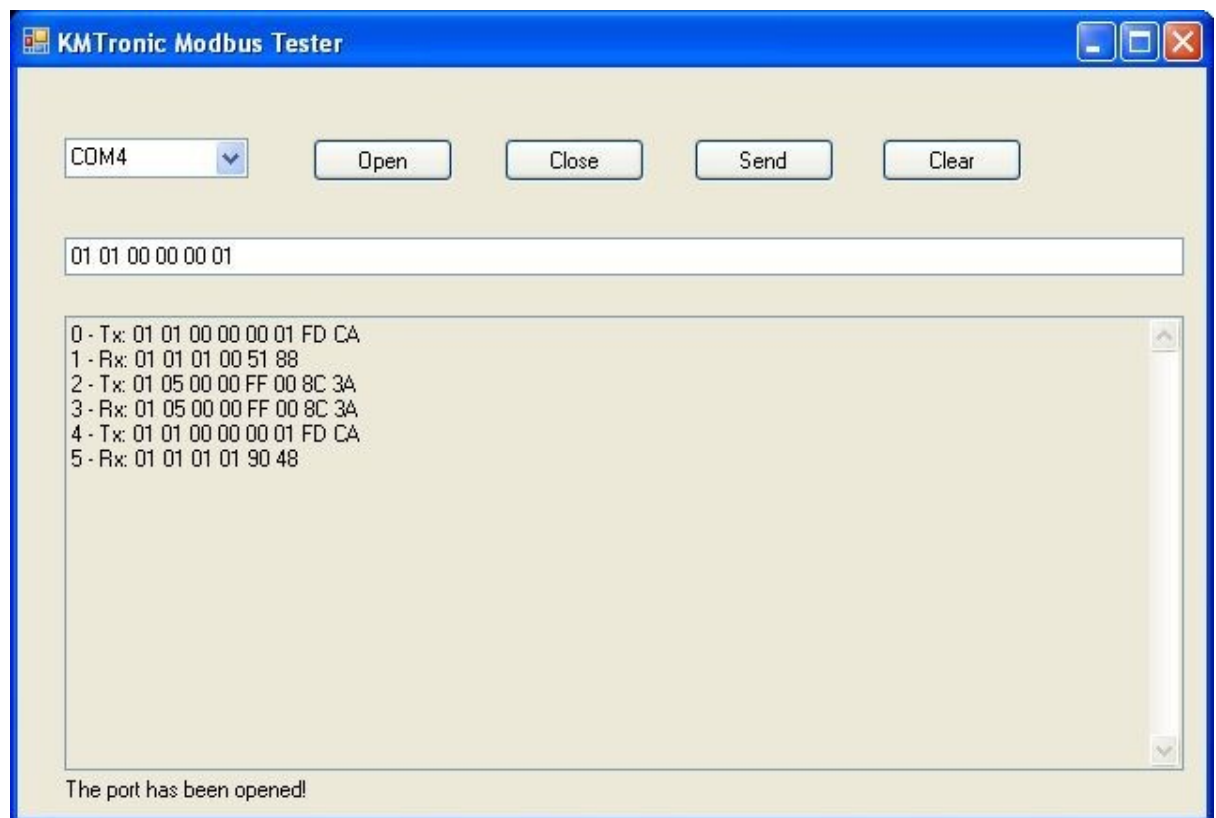 KMTronic Modbus Tester
COM4
Open
Close
Send
Clear
01 01 00 00 00 01
0 - Tx: 01 01 00 00 00 01 FD CA
1 - Rx: 01 01 01 00 51 88
2 - Tx: 01 05 00 00 FF 00 8C 3A
3 - Rx: 01 05 00 00 FF 00 8C 3A
4 - Tx: 01 01 00 00 00 01 FD CA
5 - Rx: 01 01 01 01 90 48
The port has been opened!